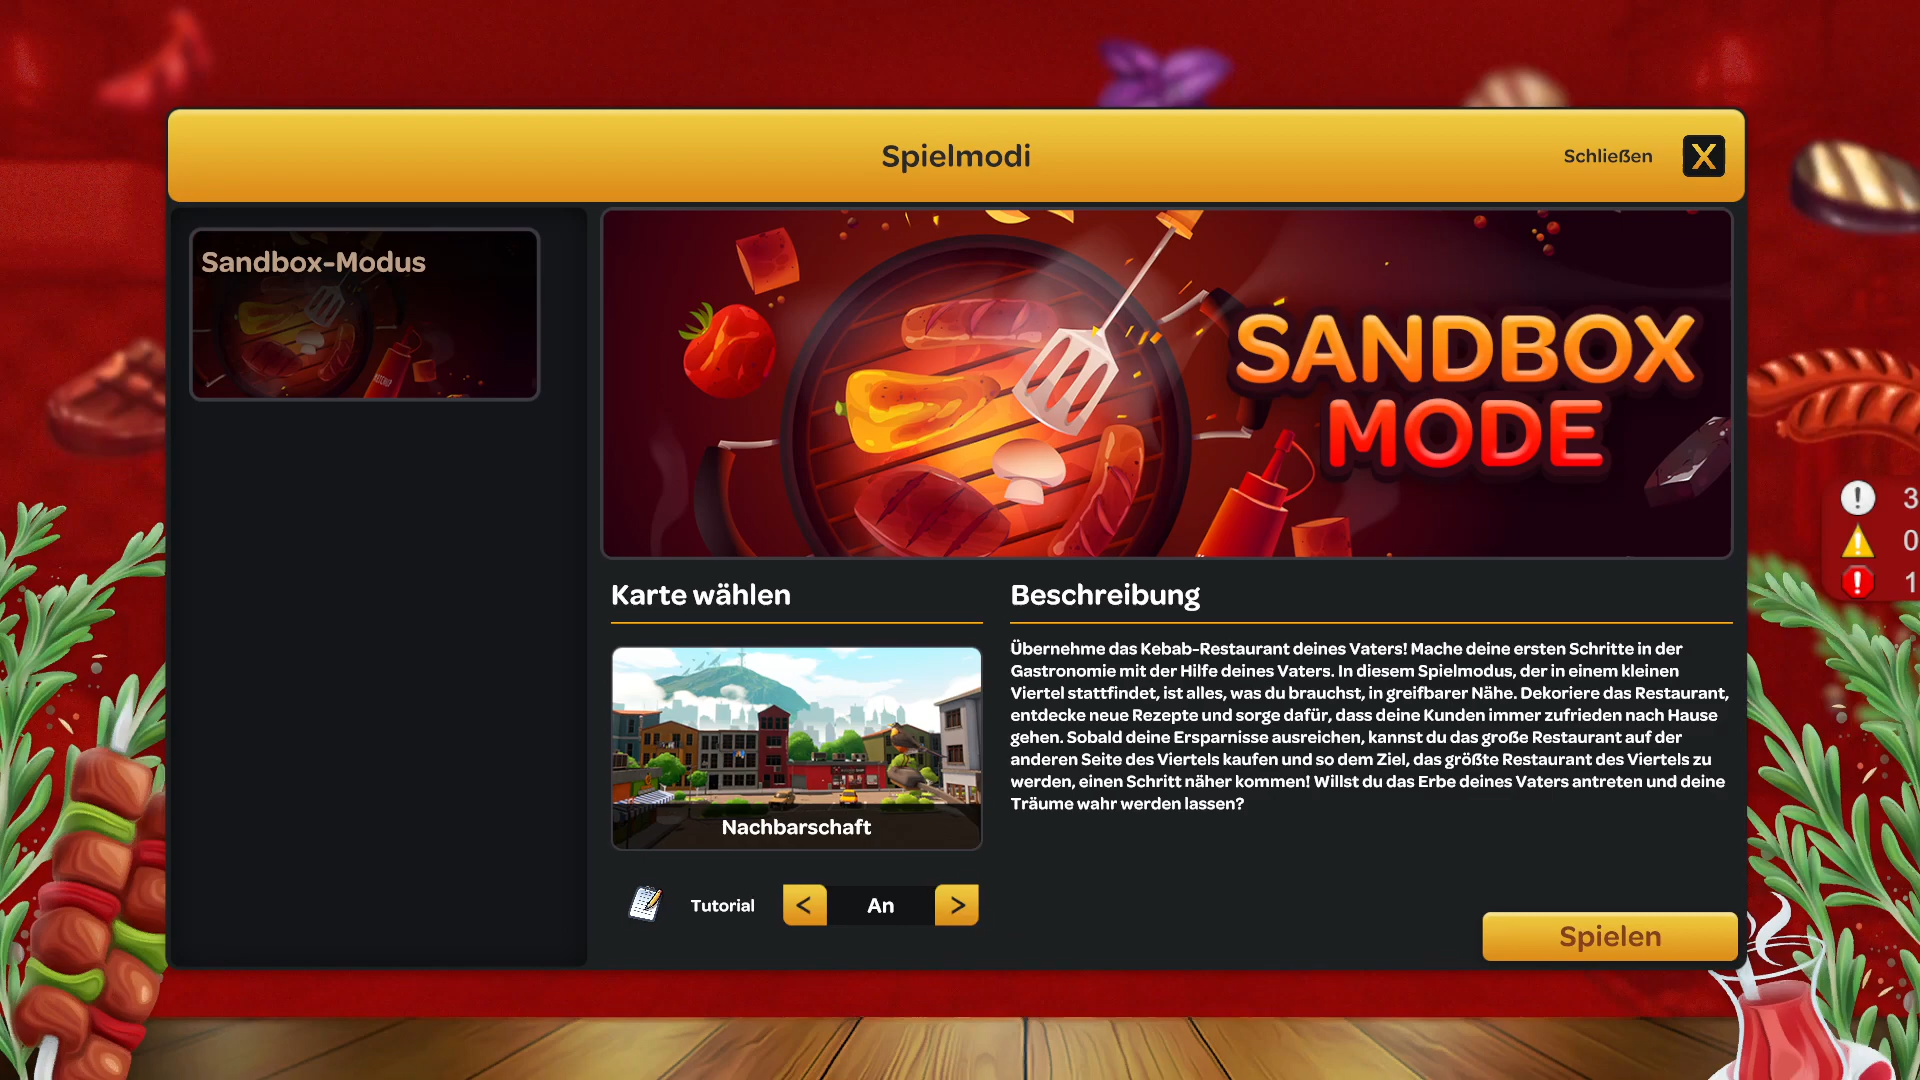 Spielmodi
Schließen
X
Sandbox-Modus
SANDBOX
MODE
Karte wählen
Nachbarschaft
Tutorial
<
An
>
Beschreibung
Übernehme das Kebab-Restaurant deines Vaters! Mache deine ersten Schritte in der
Gastronomie mit der Hilfe deines Vaters. In diesem Spielmodus, der in einem kleinen
Viertel stattfindet, ist alles, was du brauchst, in greifbarer Nähe. Dekoriere das Restaurant,
entdecke neue Rezepte und sorge dafür, dass deine Kunden immer zufrieden nach Hause
gehen. Sobald deine Ersparnisse ausreichen, kannst du das große Restaurant auf der
anderen Seite des Viertels kaufen und so dem Ziel, das größte Restaurant des Viertels zu
werden, einen Schritt näher kommen! Willst du das Erbe deines Vaters antreten und deine
Träume wahr werden lassen?
Spielen
3
0
1